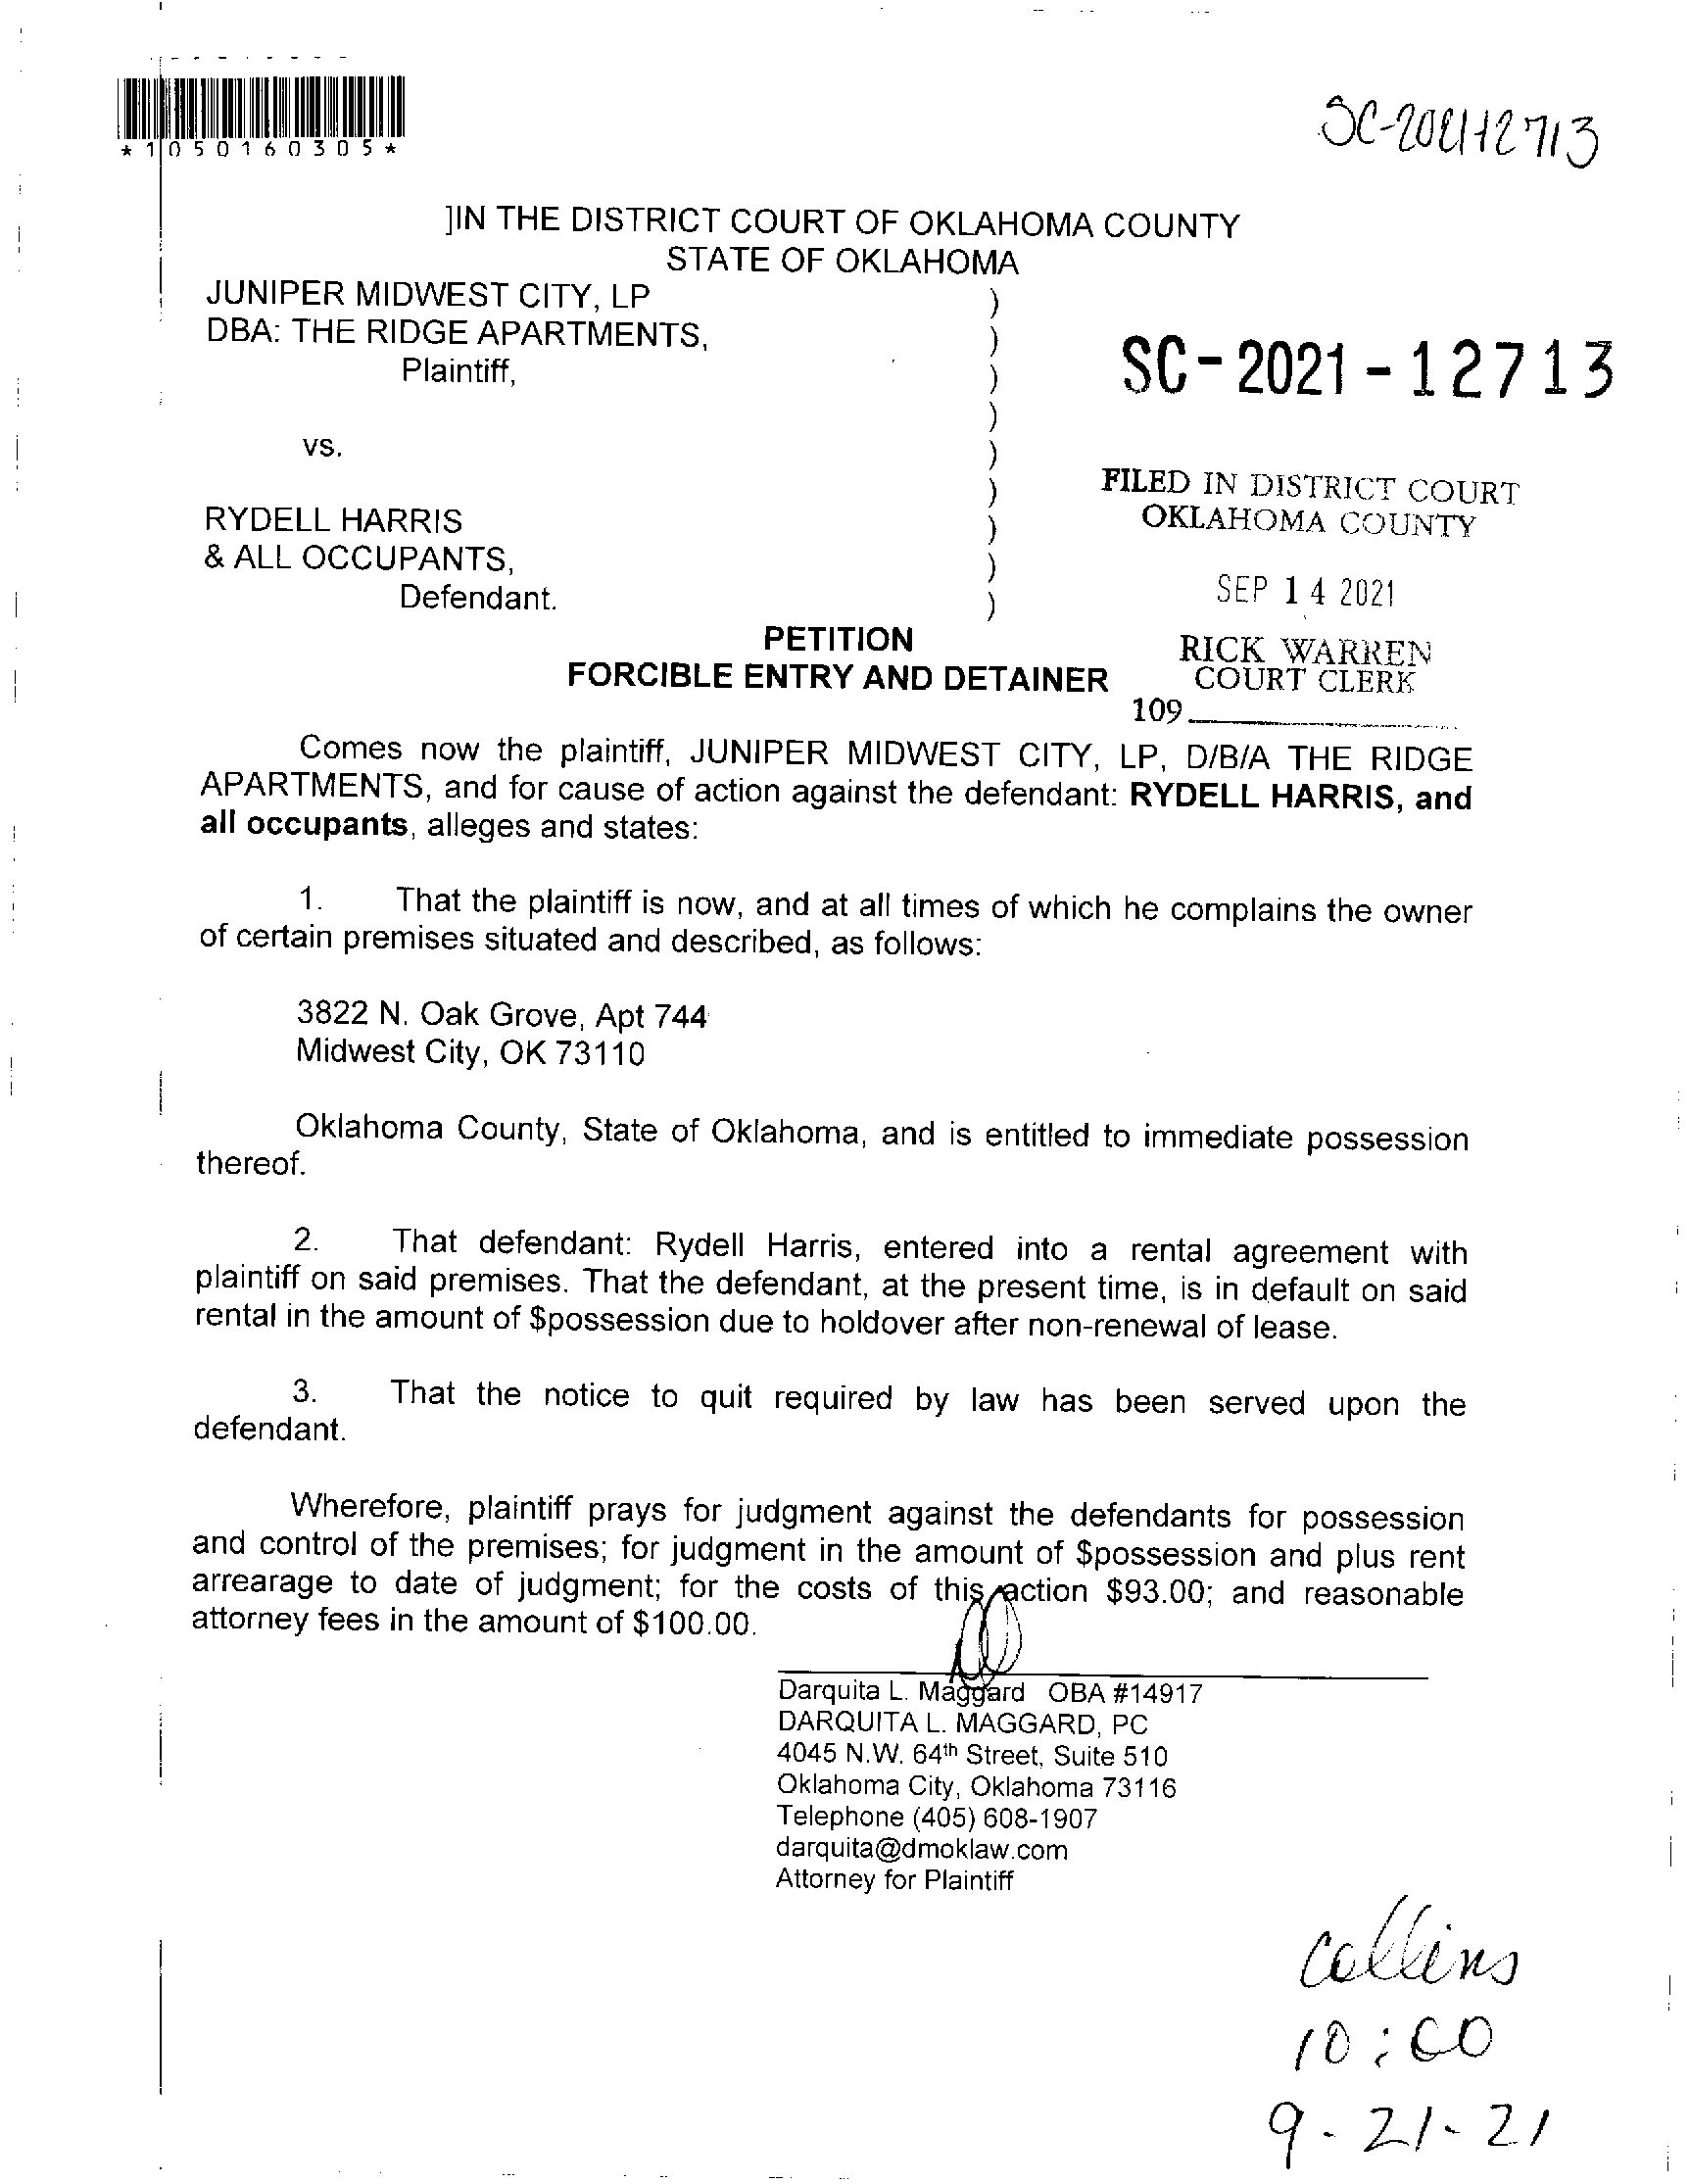 SC-202112713
*1050160305*
]IN THE DISTRICT COURT OF OKLAHOMA COUNTY
STATE OF OKLAHOMA
JUNIPER MIDWEST CITY, LP )
DBA: THE RIDGE APARTMENTS, )
Plaintiff, )
SC-2021-12713
)
vs. )
)
RYDELL HARRIS )
& ALL OCCUPANTS, )
Defendant. )
FILED IN DISTRICT COURT
OKLAHOMA COUNTY
SEP 14 2021
RICK WARREN
COURT CLERK
109
PETITION
FORCIBLE ENTRY AND DETAINER
Comes now the plaintiff, JUNIPER MIDWEST CITY, LP, D/B/A THE RIDGE
APARTMENTS, and for cause of action against the defendant: RYDELL HARRIS, and
all occupants, alleges and states:
1. That the plaintiff is now, and at all times of which he complains the owner
of certain premises situated and described, as follows:
3822 N. Oak Grove, Apt 744
Midwest City, OK 73110
Oklahoma County, State of Oklahoma, and is entitled to immediate possession
thereof.
2. That defendant: Rydell Harris, entered into a rental agreement with
plaintiff on said premises. That the defendant, at the present time, is in default on said
rental in the amount of $possession due to holdover after non-renewal of lease.
3. That the notice to quit required by law has been served upon the
defendant.
Wherefore, plaintiff prays for judgment against the defendants for possession
and control of the premises; for judgment in the amount of $possession and plus rent
arrearage to date of judgment; for the costs of this action $93.00; and reasonable
attorney fees in the amount of $100.00.
Darquita L. Maggard OBA #14917
DARQUITA L. MAGGARD, PC
4045 N.W. 64th Street, Suite 510
Oklahoma City, Oklahoma 73116
Telephone (405) 608-1907
darquita@dmoklaw.com
Attorney for Plaintiff
Collins
10:00
9-21-21